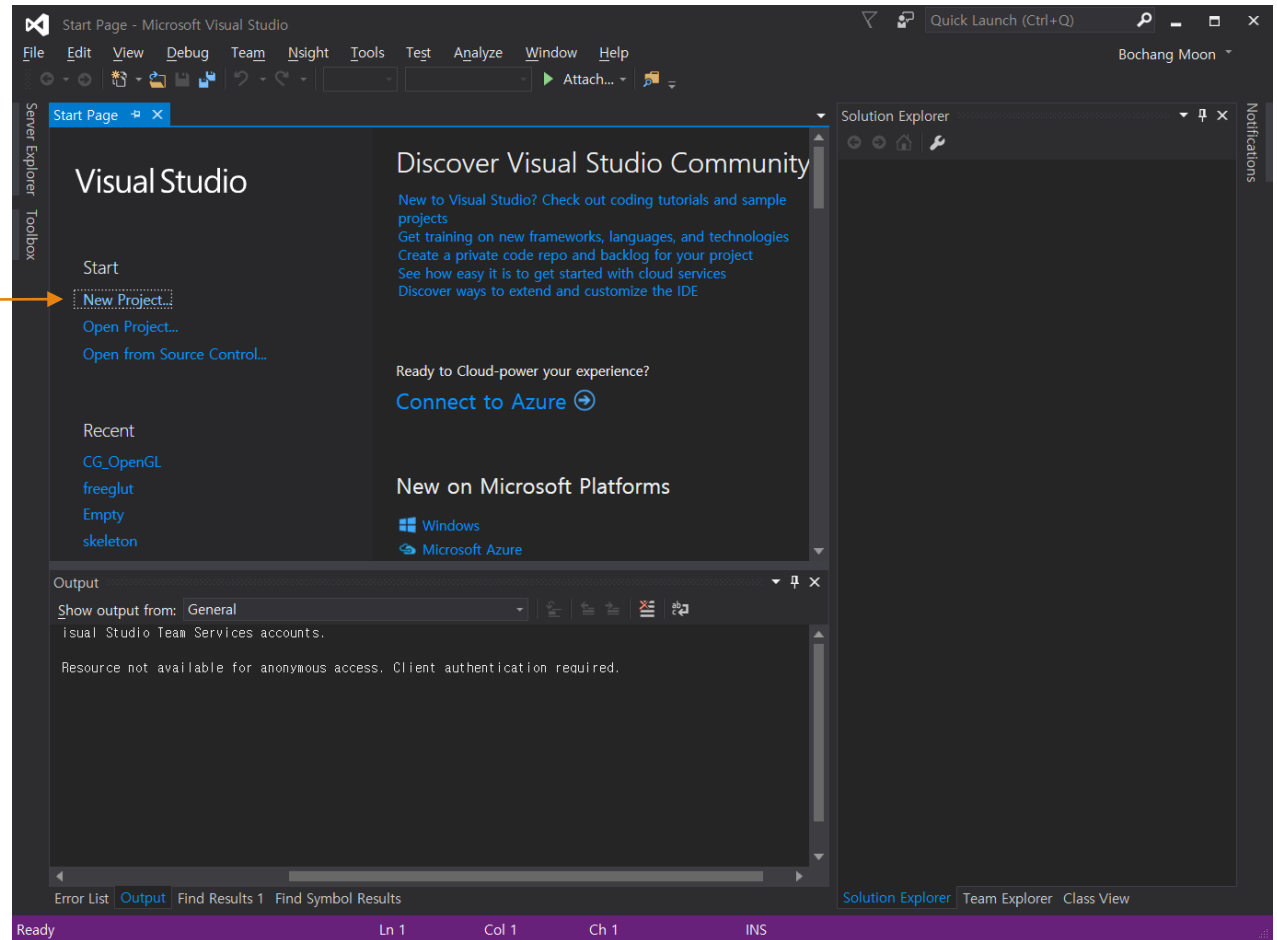 Start Page - Microsoft Visual Studio
Quick Launch (Ctrl+Q)
File Edit View Debug Team Nsight Tools Test Analyze Window Help
Bochang Moon
Attach...
Server Explorer
Toolbox
Start Page
Visual Studio
Start
New Project...
Open Project...
Open from Source Control...
Recent
CG_OpenGL
freeglut
Empty
skeleton
Discover Visual Studio Community
New to Visual Studio? Check out coding tutorials and sample
projects
Get training on new frameworks, languages, and technologies
Create a private code repo and backlog for your project
See how easy it is to get started with cloud services
Discover ways to extend and customize the IDE
Ready to Cloud-power your experience?
Connect to Azure
New on Microsoft Platforms
Windows
Microsoft Azure
Output
Show output from: General
isual Studio Team Services accounts.
Resource not available for anonymous access. Client authentication required.
Error List Output Find Results 1 Find Symbol Results
Solution Explorer
Solution Explorer Team Explorer Class View
Notifications
Ready Ln 1 Col 1 Ch 1 INS